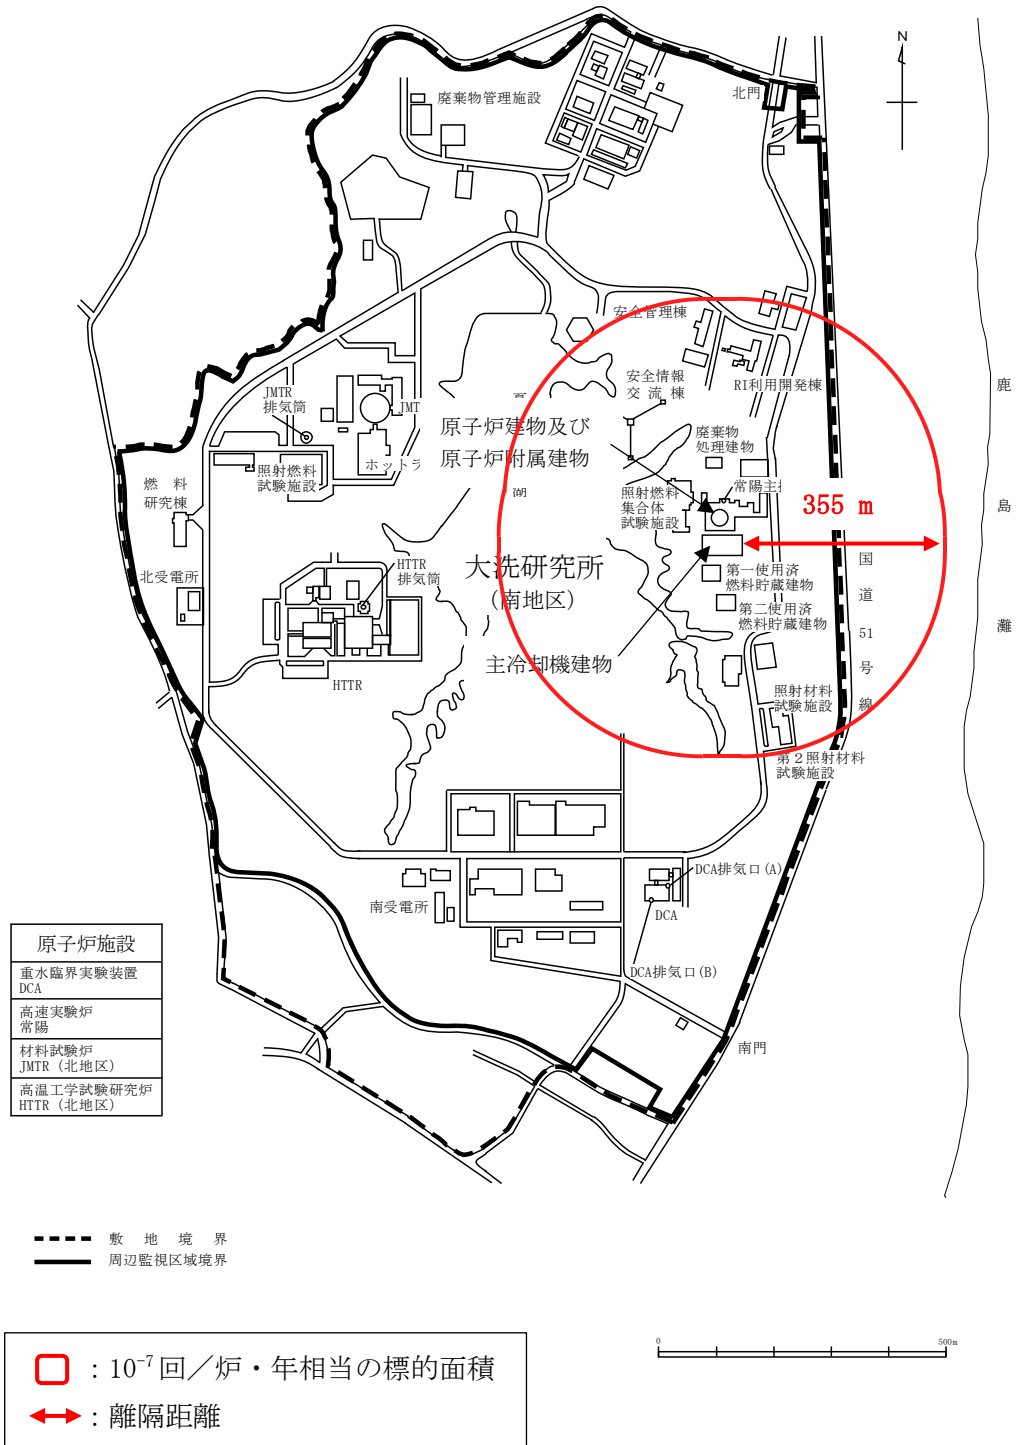 N
北門
廃棄物管理施設
安全管理棟
鹿
島
灘
安全情報
交 流 棟
RI利用開発棟
JMTR
排気筒
原子炉建物及び
原子炉附属建物
廃棄物
処理建物
ホットラ
湖
常陽主排
照射燃料
集合体
試験施設
355 m
照射燃料
試験施設
燃 料
研究棟
北受電所
HTTR
排気筒
大洗研究所
(南地区)
国
道
51
号
線
第一使用済
燃料貯蔵建物
第二使用済
燃料貯蔵建物
主冷却機建物
HTTR
照射材料
試験施設
第2照射材料
試験施設
DCA排気口(A)
南受電所
DCA
DCA排気口(B)
南門
原子炉施設
重水臨界実験装置
DCA
高速実験炉
常陽
材料試験炉
JMTR (北地区)
高温工学試験研究炉
HTTR (北地区)
敷 地 境 界
周辺監視区域境界
0
500m
: 10⁻⁷回/炉・年相当の標的面積
: 離隔距離